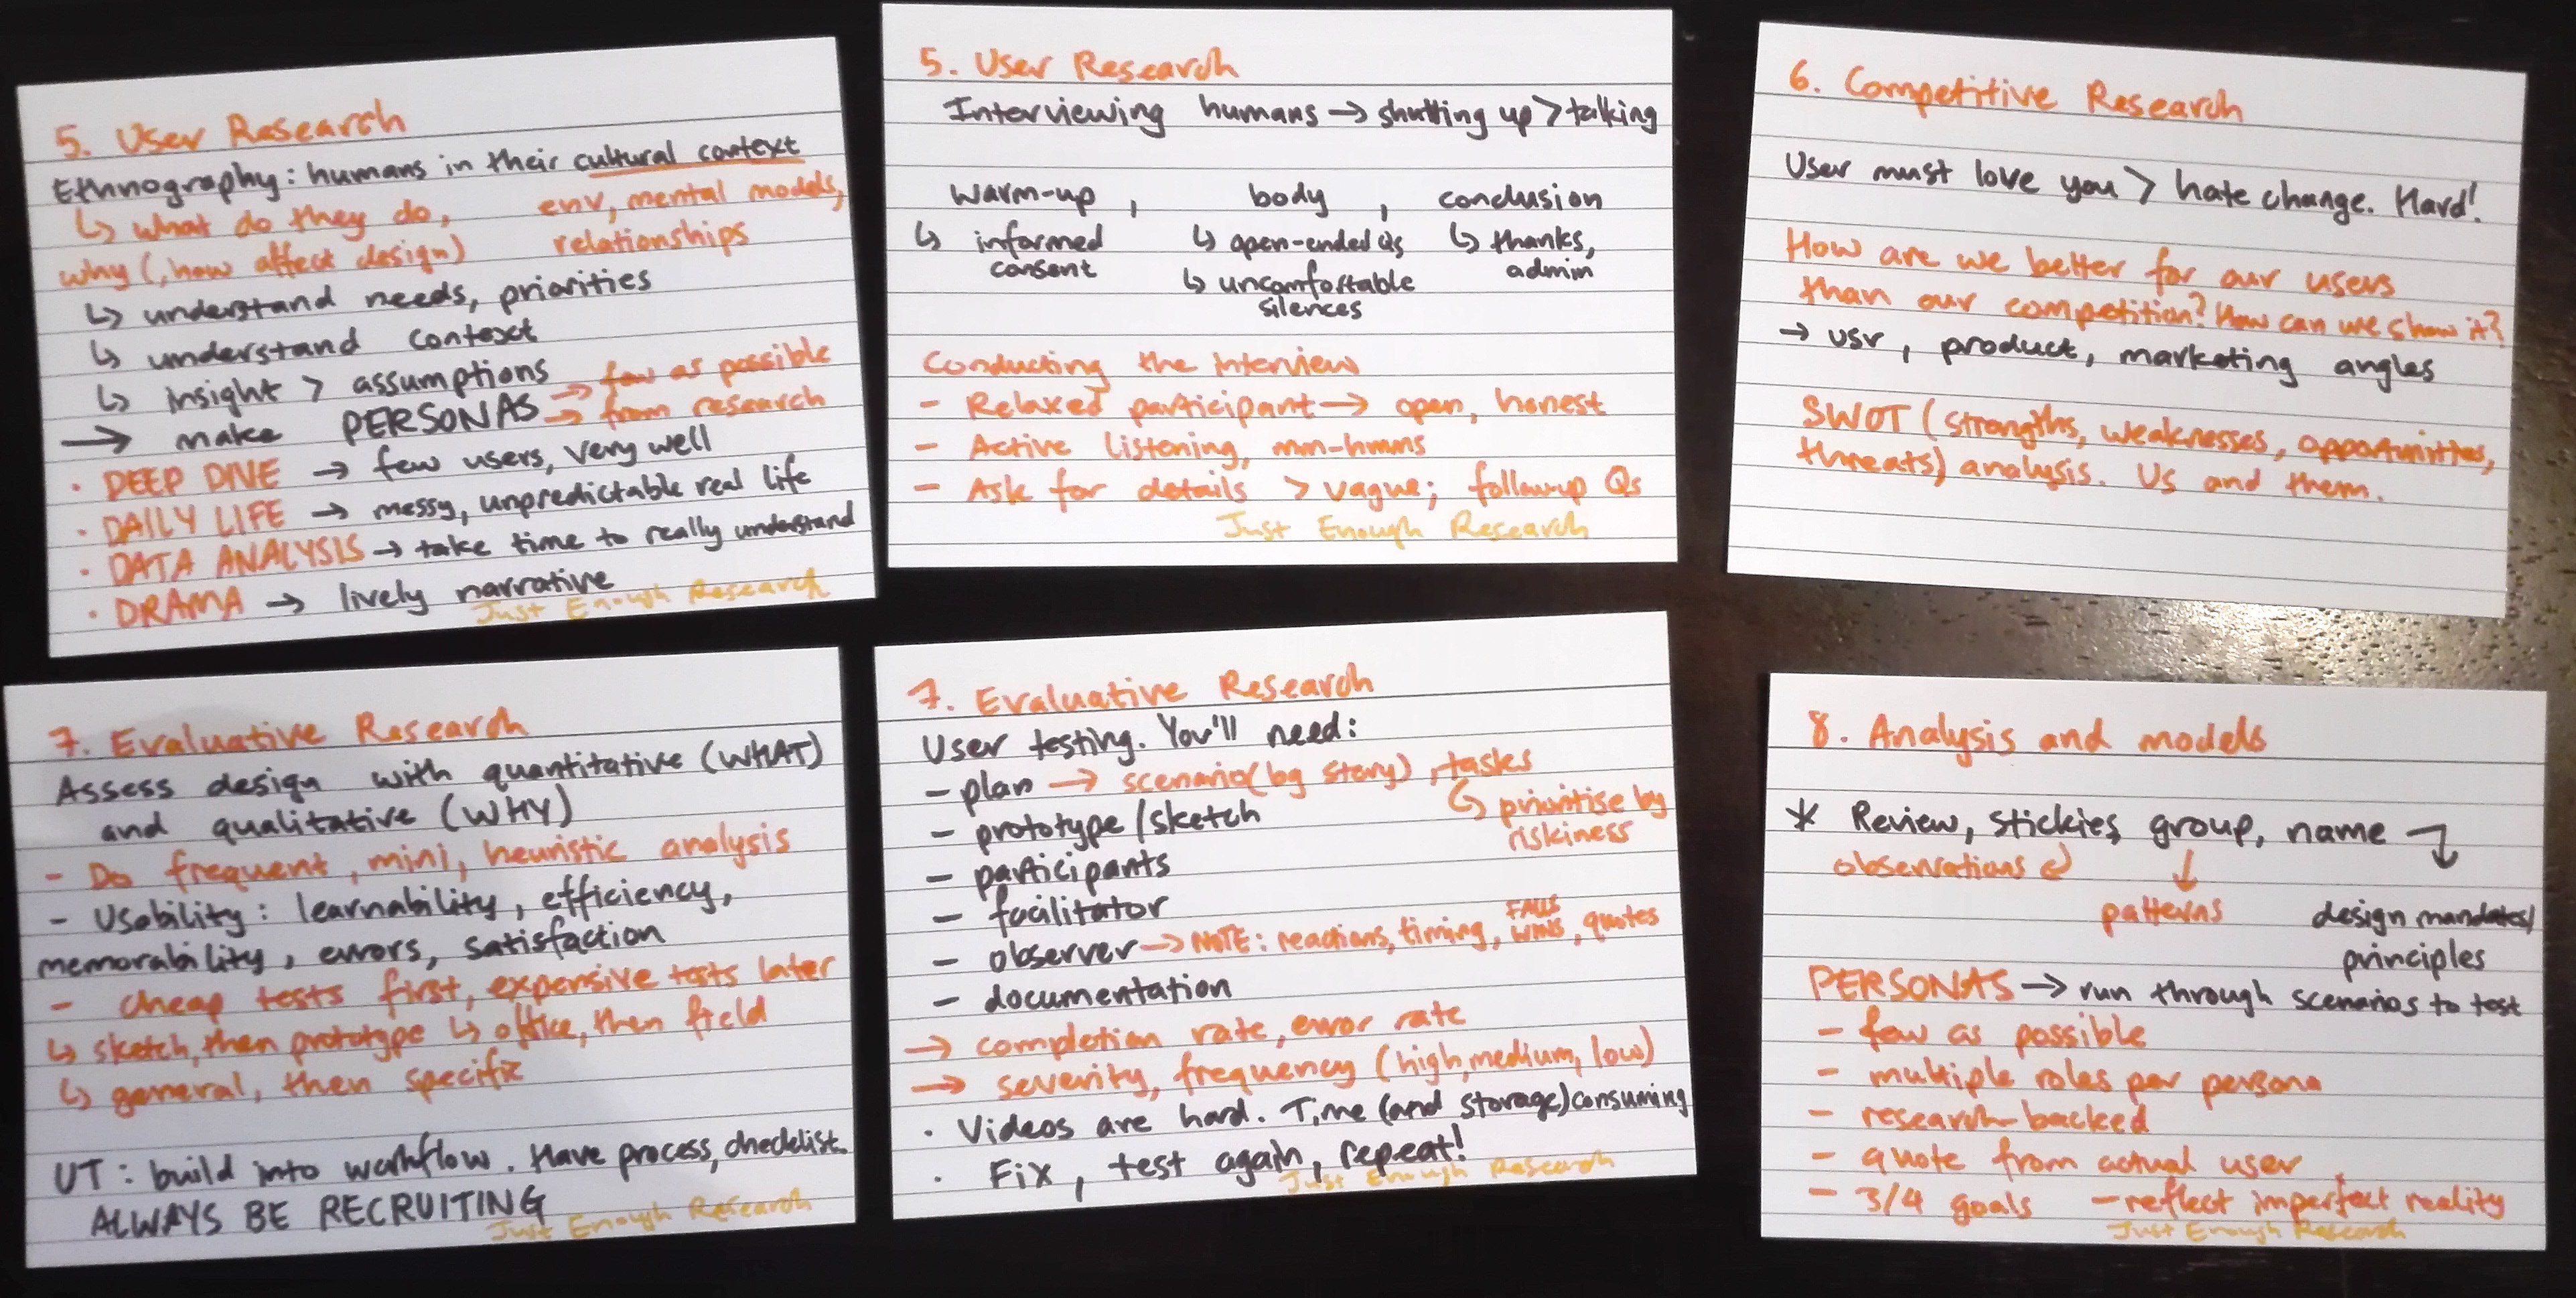 5. User Research
Ethnography: humans in their cultural context
↳ what do they do, env, mental models,
why (, how affect design) relationships
↳ understand needs, priorities
↳ understand context
↳ insight > assumptions → few as possible
→ make PERSONAS → from research
· DEEP DIVE → few users, very well
· DAILY LIFE → messy, unpredictable real life
· DATA ANALYSIS → take time to really understand
· DRAMA → lively narrative
Just Enough Research
5. User Research
Interviewing humans → shutting up > talking
Warm-up, body, conclusion
↳ informed ↳ open-ended Qs ↳ thanks,
consent ↳ uncomfortable admin
silences
Conducting the interview
- Relaxed participant → open, honest
- Active listening, mm-hmms
- Ask for details > vague; followup Qs
Just Enough Research
6. Competitive Research
User must love you > hate change. Hard!
How are we better for our users
than our competition? How can we show it?
→ usr, product, marketing angles
SWOT (strengths, weaknesses, opportunities,
threats) analysis. Us and them.
7. Evaluative Research
Assess design with quantitative (WHAT)
and qualitative (WHY)
- Do frequent, mini, heuristic analysis
- Usability: learnability, efficiency,
memorability, errors, satisfaction
- cheap tests first, expensive tests later
↳ sketch, then prototype ↳ office, then field
↳ general, then specific
UT: build into workflow. Have process, checklist.
ALWAYS BE RECRUITING
Just Enough Research
7. Evaluative Research
User testing. You'll need:
- plan → scenario (bg story), tasks
↳ prioritise by
riskiness
- prototype/sketch
- participants
- facilitator
- observer → NOTE: reactions, timing, FAILS WINS, quotes
- documentation
→ completion rate, error rate
→ severity, frequency (high, medium, low)
· Videos are hard. Time (and storage) consuming
· Fix, test again, repeat!
Just Enough Research
8. Analysis and models
* Review, stickies, group, name
observations patterns design mandates/
principles
PERSONAS → run through scenarios to test
- few as possible
- multiple roles per persona
- research-backed
- quote from actual user
- 3/4 goals - reflect imperfect reality
Just Enough Research